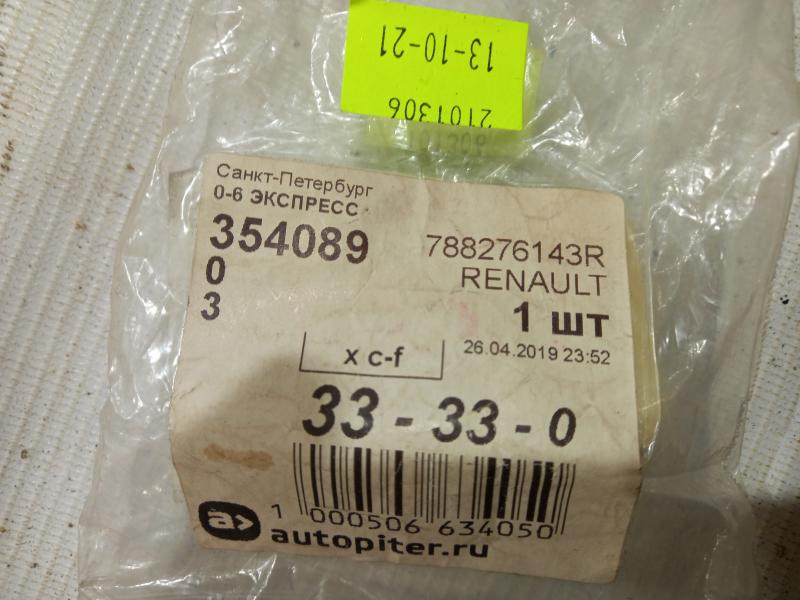 13-10-21
2101306
Санкт-Петербург
0-6 ЭКСПРЕСС
354089
0
3
788276143R
RENAULT
1 шт
26.04.2019 23:52
x c-f
33 - 33 - 0
1 000506 634050
a>
autopiter.ru